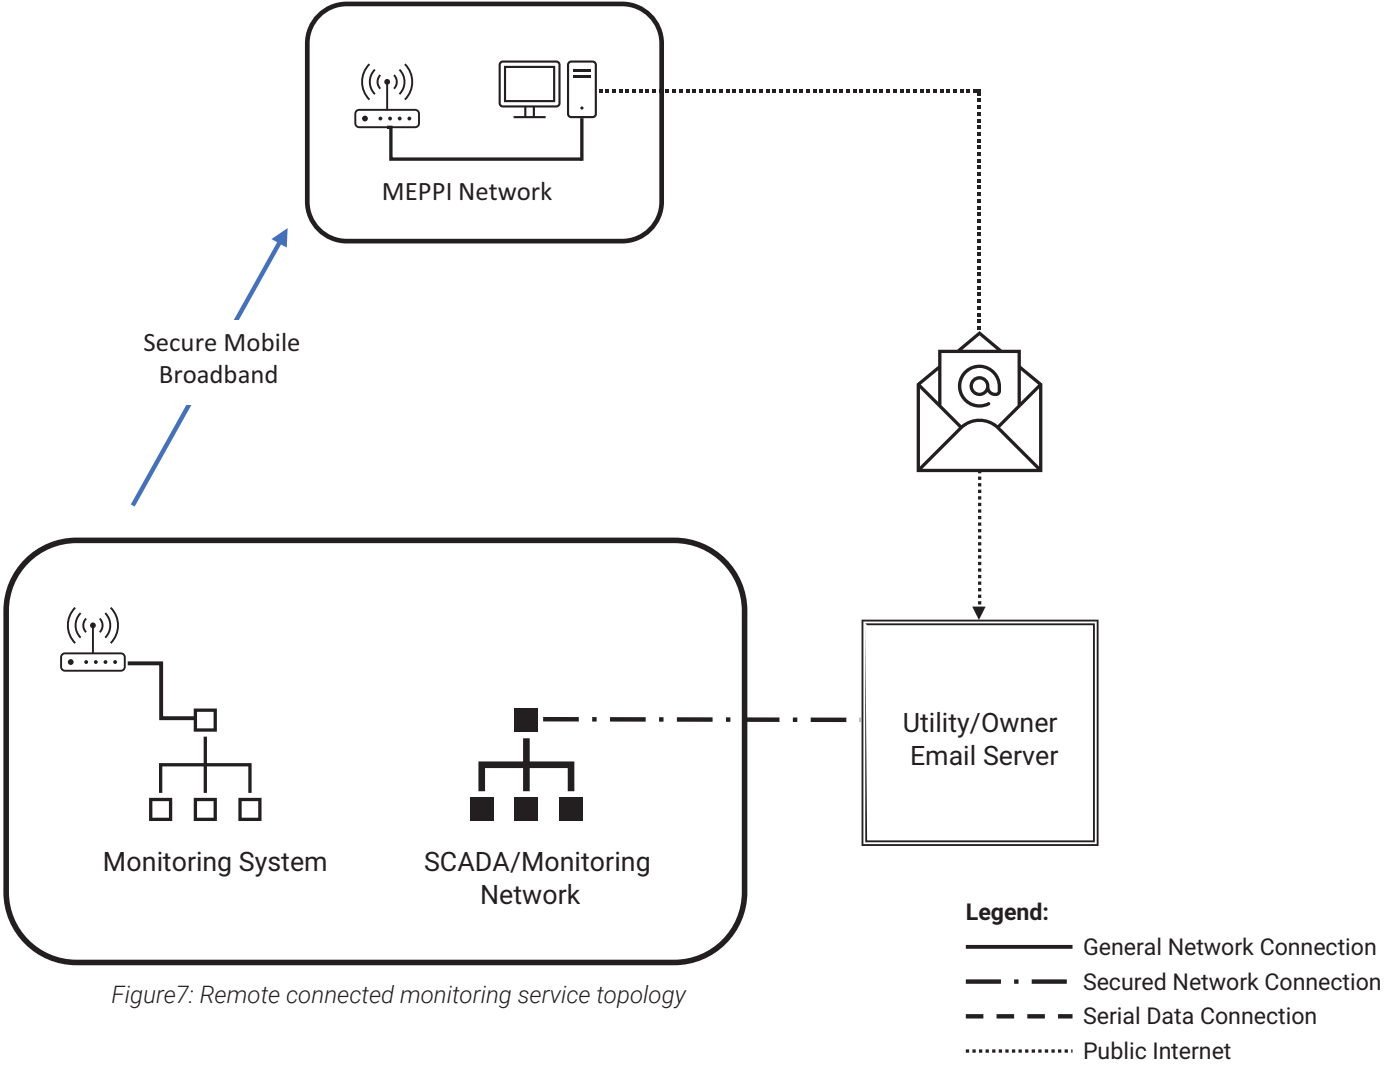 MEPPI Network
Secure Mobile
Broadband
@
Utility/Owner
Email Server
Monitoring System
SCADA/Monitoring
Network
Legend:
General Network Connection
Secured Network Connection
Serial Data Connection
Public Internet
Figure7: Remote connected monitoring service topology